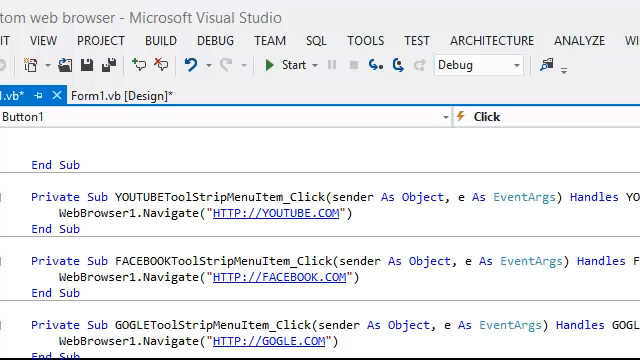 tom web browser - Microsoft Visual Studio
IT VIEW PROJECT BUILD DEBUG TEAM SQL TOOLS TEST ARCHITECTURE ANALYZE WI
Start Debug
1.vb* Form1.vb [Design]*
Button1 Click
End Sub
Private Sub YOUTUBEToolStripMenuItem_Click(sender As Object, e As EventArgs) Handles YO
WebBrowser1.Navigate("HTTP://YOUTUBE.COM")
End Sub
Private Sub FACEBOOKToolStripMenuItem_Click(sender As Object, e As EventArgs) Handles F
WebBrowser1.Navigate("HTTP://FACEBOOK.COM")
End Sub
Private Sub GOGLEToolStripMenuItem_Click(sender As Object, e As EventArgs) Handles GOGL
WebBrowser1.Navigate("HTTP://GOGLE.COM")
End Sub